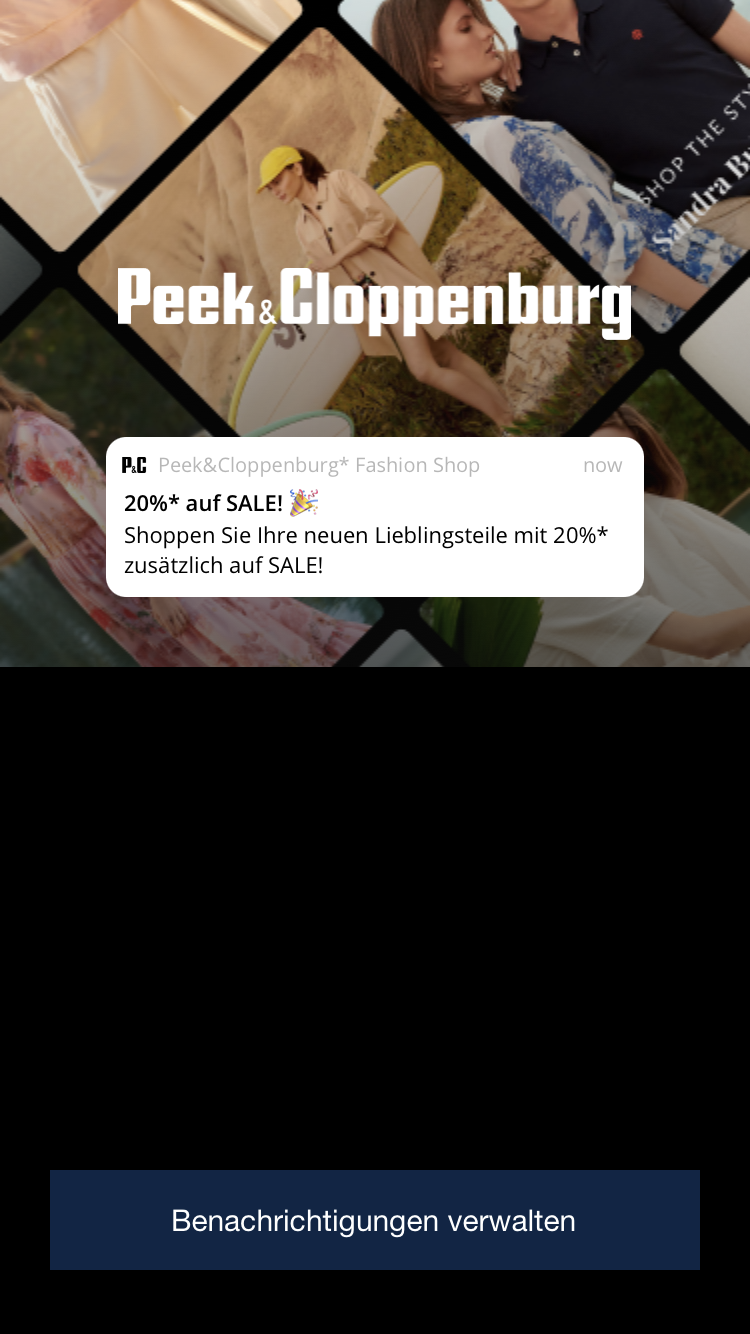 SHOP THE STY
Sandra Bu
Peek&Cloppenburg
P&C Peek&Cloppenburg* Fashion Shop now
20%* auf SALE! 🎉
Shoppen Sie Ihre neuen Lieblingsteile mit 20%*
zusätzlich auf SALE!
Benachrichtigungen verwalten